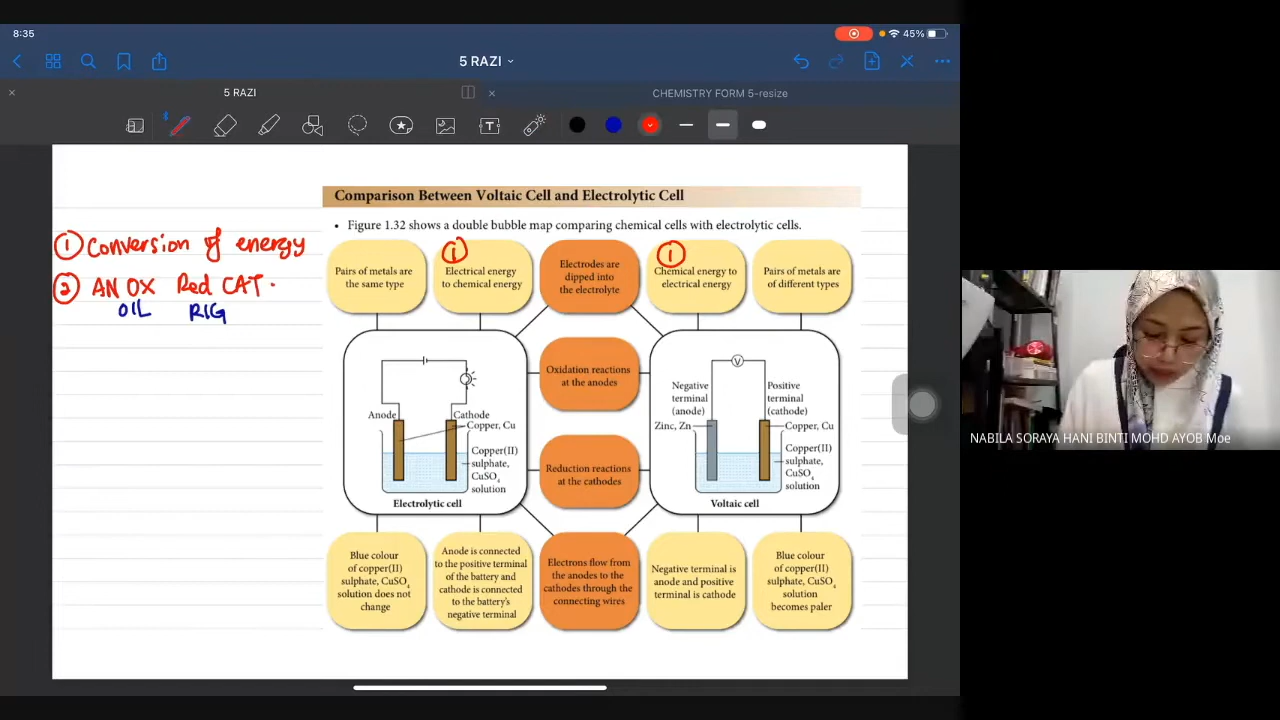 8:35
45%
5 RAZI
5 RAZI
CHEMISTRY FORM 5-resize
Comparison Between Voltaic Cell and Electrolytic Cell
• Figure 1.32 shows a double bubble map comparing chemical cells with electrolytic cells.
① Conversion of energy
② AN OX Red CAT.
OIL RIG
Pairs of metals are
the same type
①
Electrical energy
to chemical energy
Electrodes are
dipped into
the electrolyte
①
Chemical energy to
electrical energy
Pairs of metals are
of different types
Anode
Cathode
Copper, Cu
Copper(II)
sulphate,
CuSO4
solution
Electrolytic cell
Oxidation reactions
at the anodes
Reduction reactions
at the cathodes
V
Negative
terminal
(anode)
Zinc, Zn
Positive
terminal
(cathode)
Copper, Cu
Copper(II)
sulphate,
CuSO4
solution
Voltaic cell
Blue colour
of copper(II)
sulphate, CuSO4
solution does not
change
Anode is connected
to the positive terminal
of the battery and
cathode is connected
to the battery's
negative terminal
Electrons flow from
the anodes to the
cathodes through the
connecting wires
Negative terminal is
anode and positive
terminal is cathode
Blue colour
of copper(II)
sulphate, CuSO4
solution
becomes paler
NABILA SORAYA HANI BINTI MOHD AYOB Moe